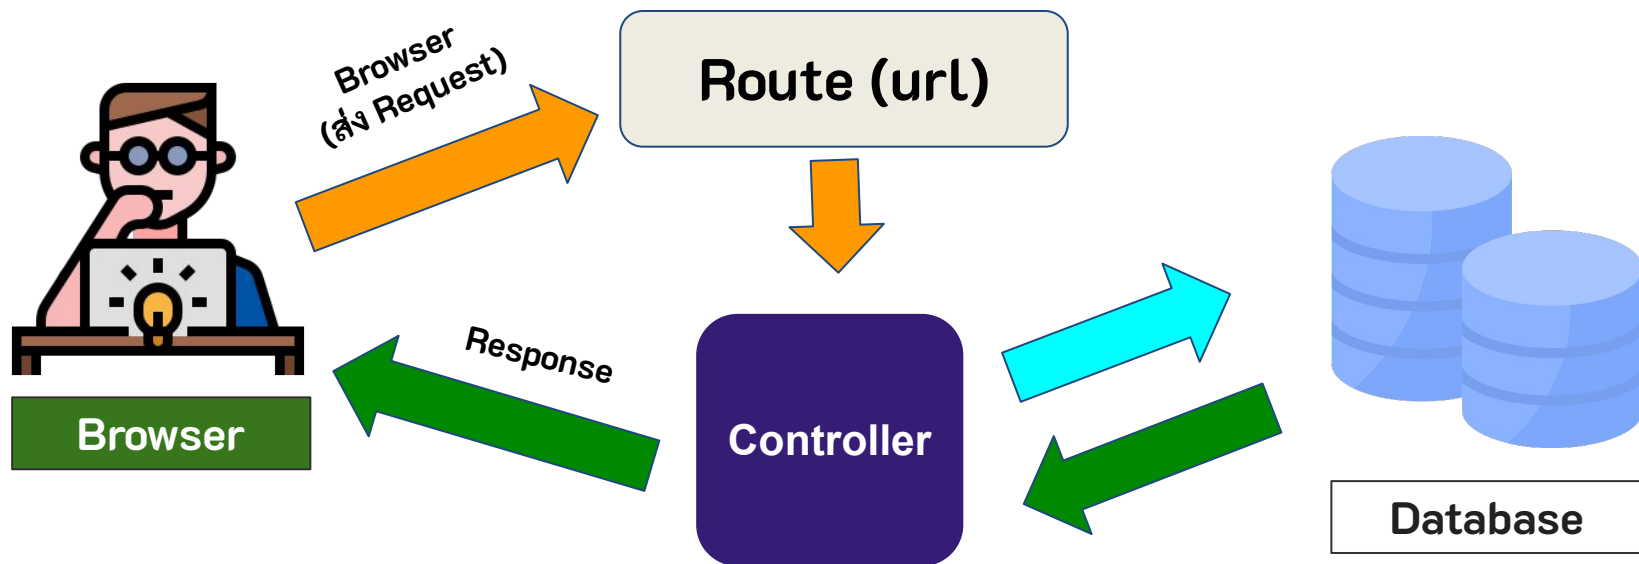 Browser
(ส่ง Request)
Route (url)
Response
Controller
Browser
Database